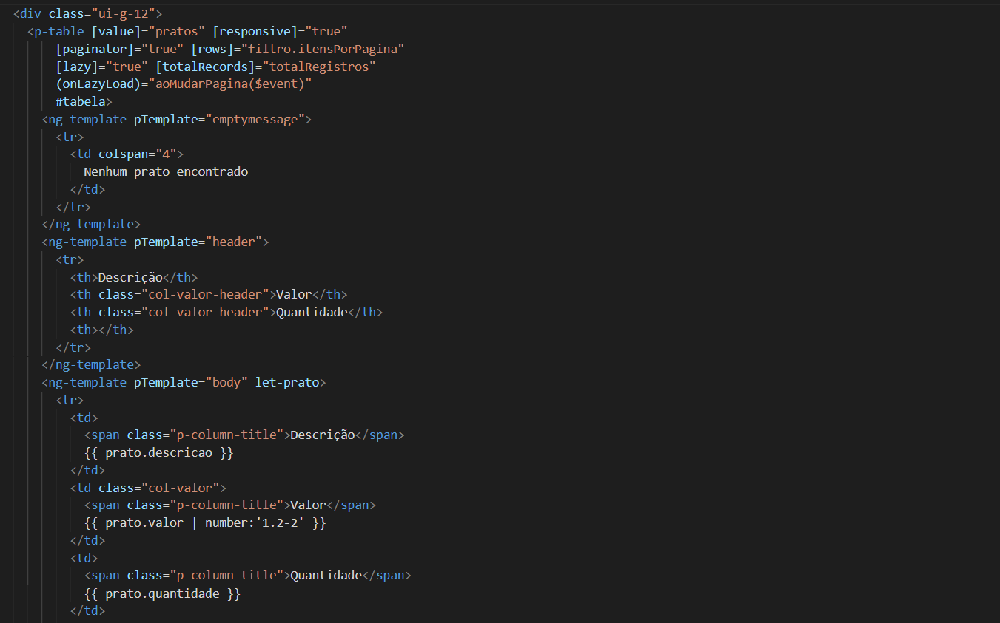 <div class="ui-g-12">
<p-table [value]="pratos" [responsive]="true"
[paginator]="true" [rows]="filtro.itensPorPagina"
[lazy]="true" [totalRecords]="totalRegistros"
(onLazyLoad)="aoMudarPagina($event)"
#tabela>
<ng-template pTemplate="emptymessage">
<tr>
<td colspan="4">
Nenhum prato encontrado
</td>
</tr>
</ng-template>
<ng-template pTemplate="header">
<tr>
<th>Descrição</th>
<th class="col-valor-header">Valor</th>
<th class="col-valor-header">Quantidade</th>
<th></th>
</tr>
</ng-template>
<ng-template pTemplate="body" let-prato>
<tr>
<td>
<span class="p-column-title">Descrição</span>
{{ prato.descricao }}
</td>
<td class="col-valor">
<span class="p-column-title">Valor</span>
{{ prato.valor | number:'1.2-2' }}
</td>
<td>
<span class="p-column-title">Quantidade</span>
{{ prato.quantidade }}
</td>